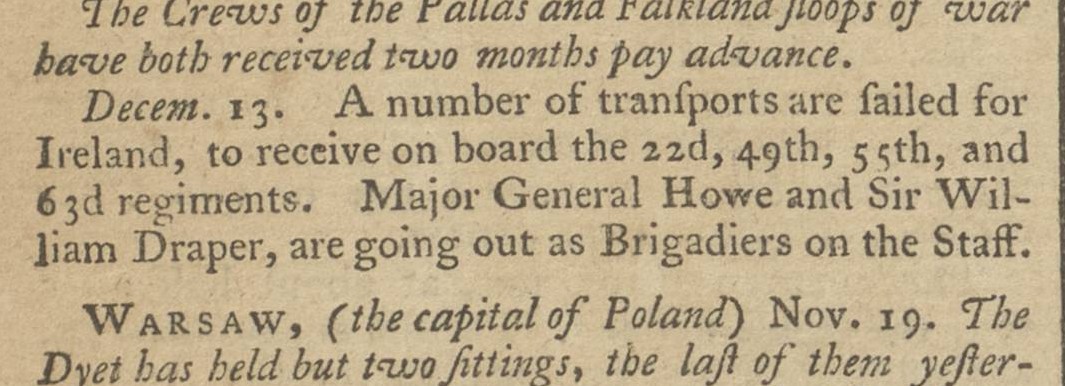 The Crews of the Pallas and Falkland ſloops of war
have both received two months pay advance.
Decem. 13. A number of tranſports are ſailed for
Ireland, to receive on board the 22d, 49th, 55th, and
63d regiments. Major General Howe and Sir Wil-
liam Draper, are going out as Brigadiers on the Staff.
WARSAW, (the capital of Poland) Nov. 19. The
Dyet has held but two ſittings, the laſt of them yeſter-